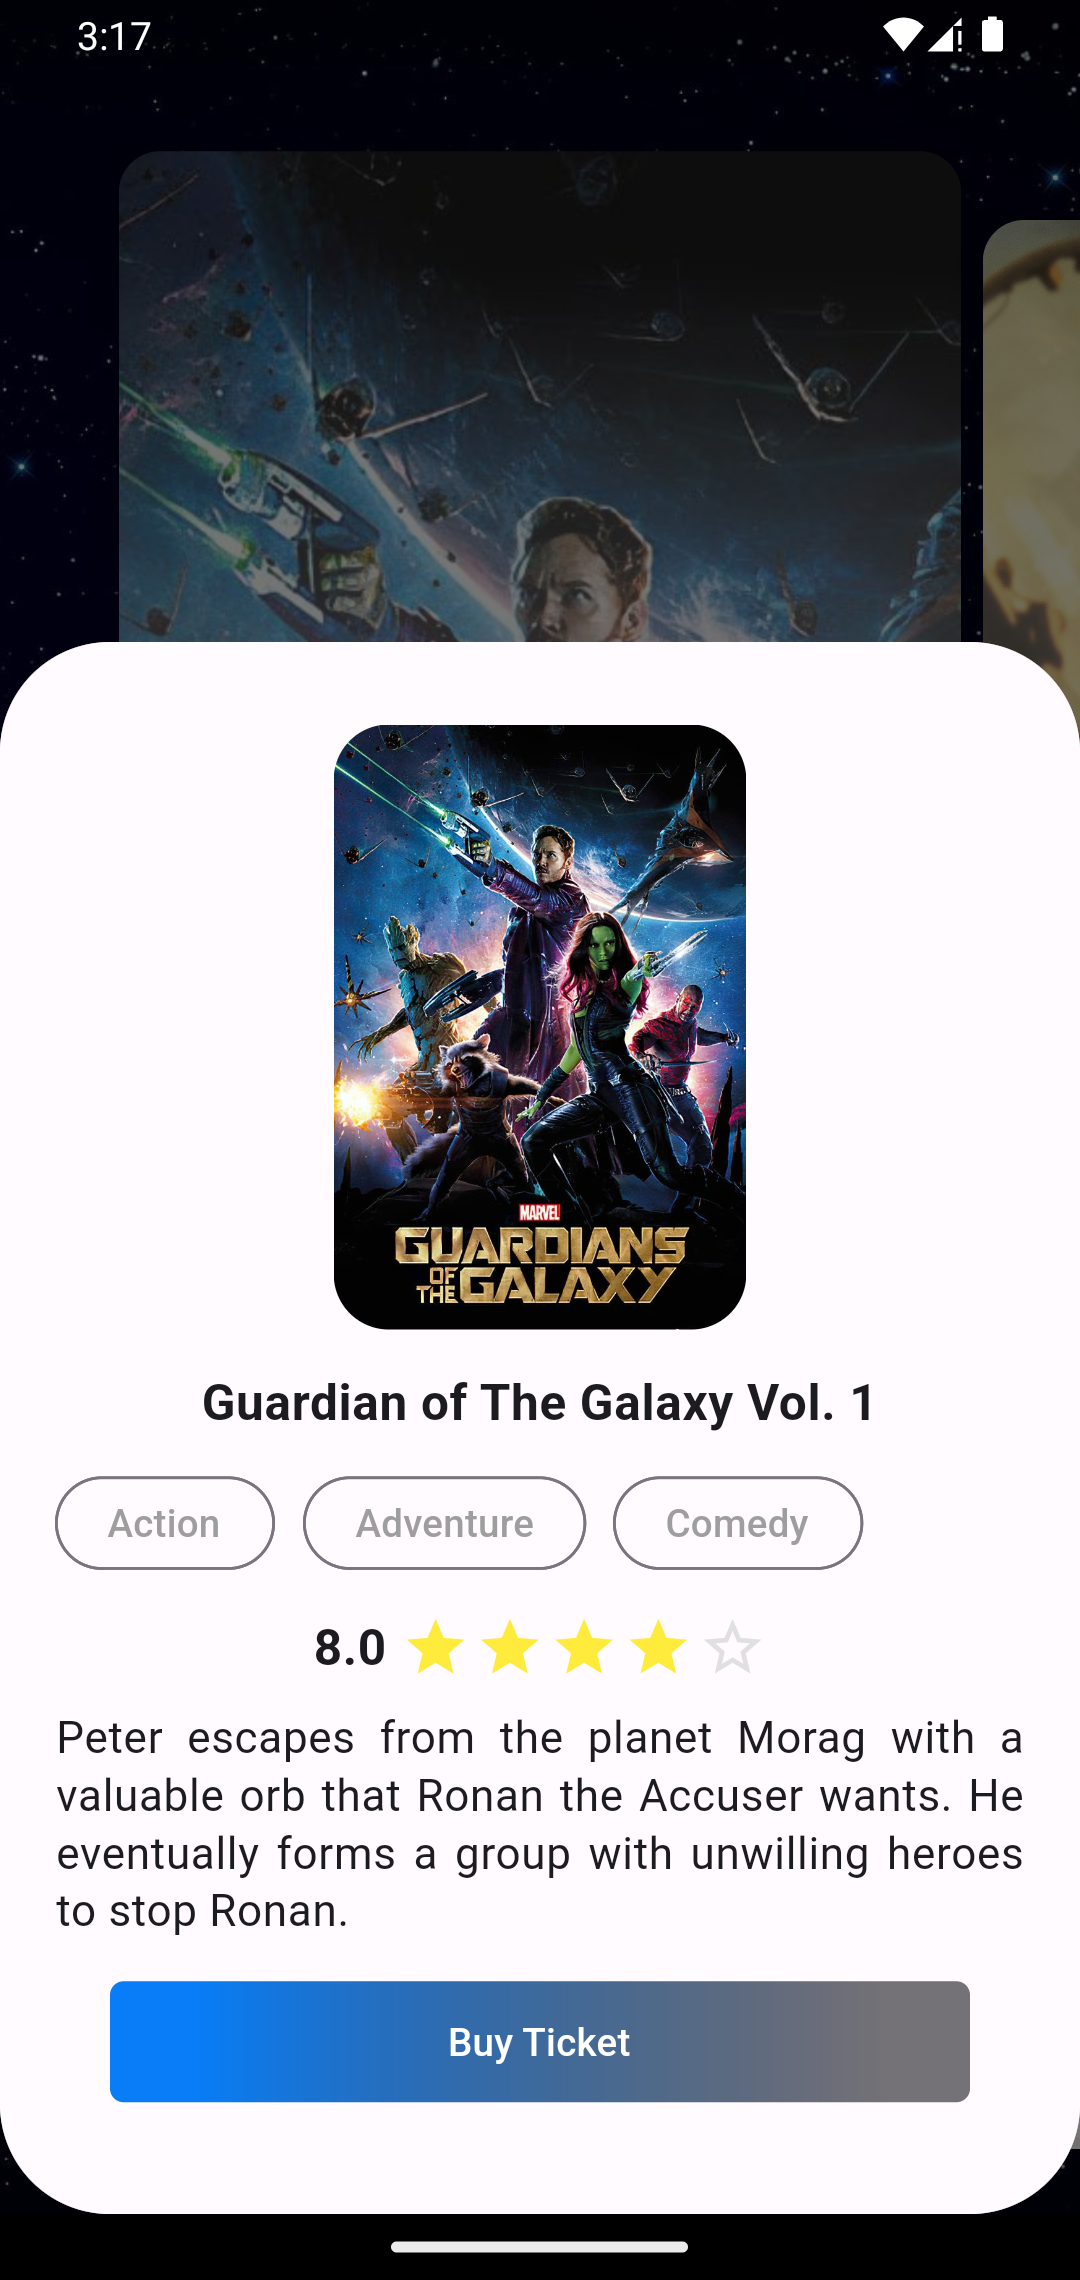 3:17
MARVEL
GUARDIANS
OF THE GALAXY
Guardian of The Galaxy Vol. 1
Action Adventure Comedy
8.0
Peter escapes from the planet Morag with a
valuable orb that Ronan the Accuser wants. He
eventually forms a group with unwilling heroes
to stop Ronan.
Buy Ticket